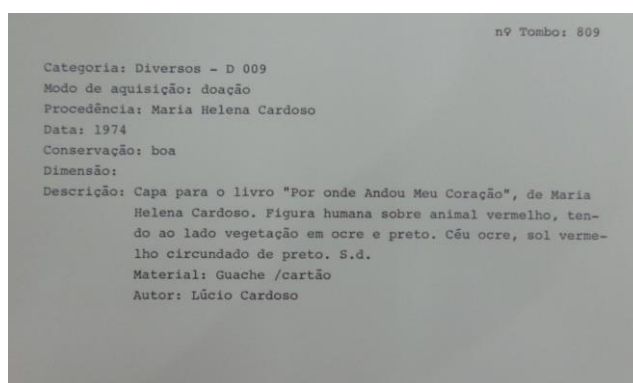 nº Tombo: 809
Categoria: Diversos - D 009
Modo de aquisição: doação
Procedência: Maria Helena Cardoso
Data: 1974
Conservação: boa
Dimensão:
Descrição: Capa para o livro "Por onde Andou Meu Coração", de Maria
Helena Cardoso. Figura humana sobre animal vermelho, ten-
do ao lado vegetação em ocre e preto. Céu ocre, sol verme-
lho circundado de preto. S.d.
Material: Guache /cartão
Autor: Lúcio Cardoso